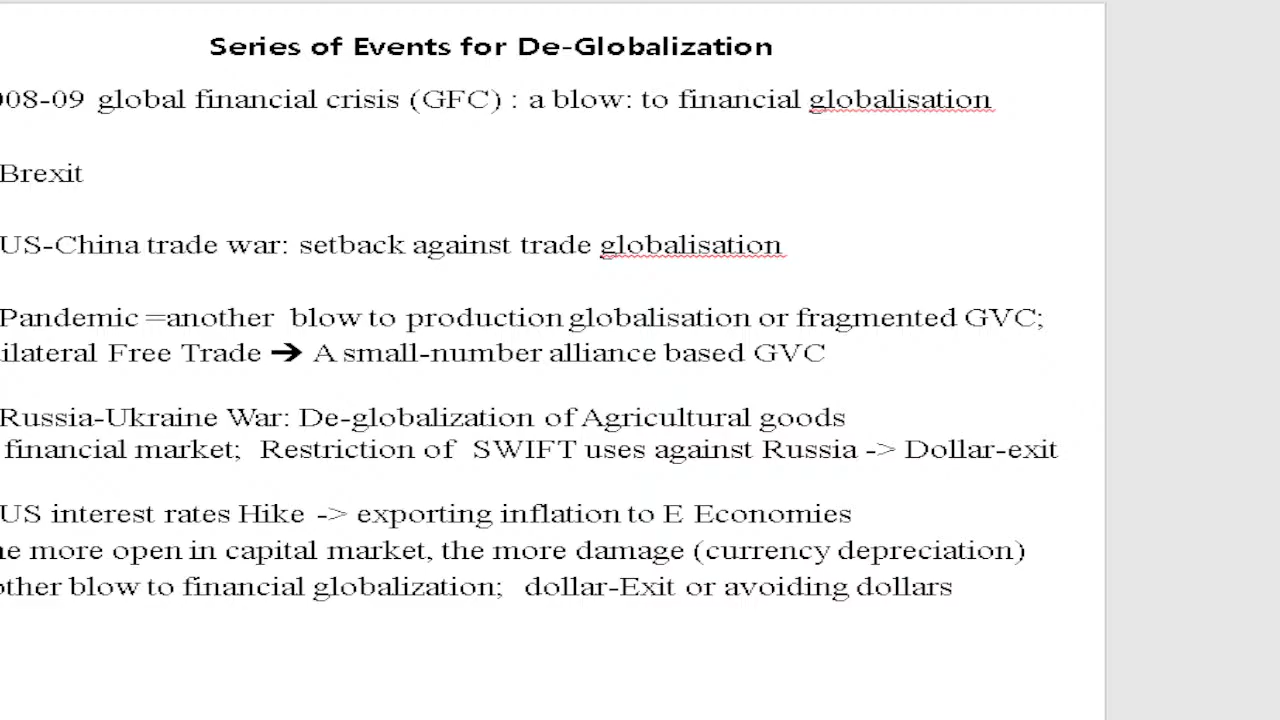 Series of Events for De-Globalization
008-09 global financial crisis (GFC) : a blow: to financial globalisation
Brexit
US-China trade war: setback against trade globalisation
Pandemic =another blow to production globalisation or fragmented GVC;
ilateral Free Trade ➔ A small-number alliance based GVC
Russia-Ukraine War: De-globalization of Agricultural goods
financial market; Restriction of SWIFT uses against Russia -> Dollar-exit
US interest rates Hike -> exporting inflation to E Economies
he more open in capital market, the more damage (currency depreciation)
other blow to financial globalization; dollar-Exit or avoiding dollars